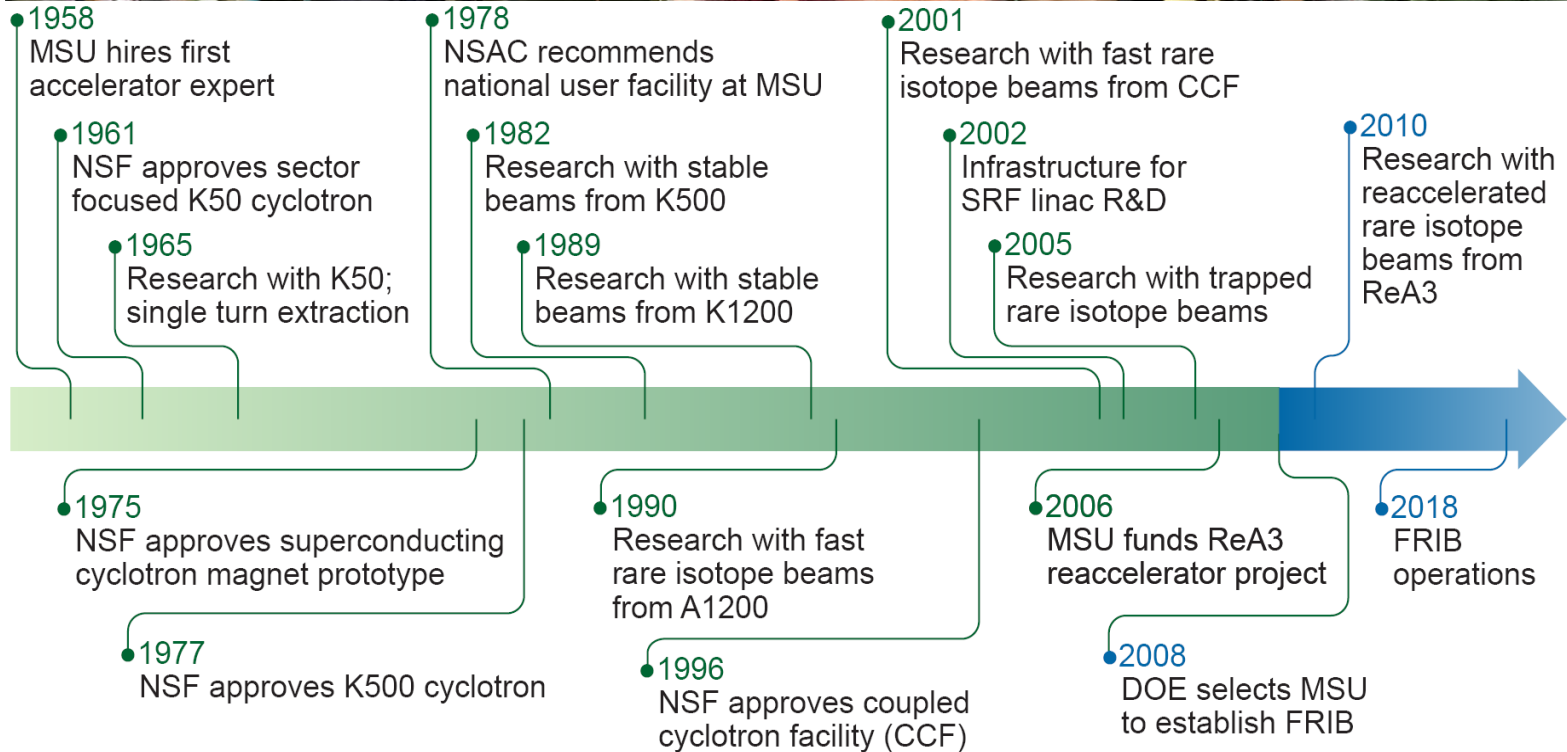 1958
MSU hires first
accelerator expert
1961
NSF approves sector
focused K50 cyclotron
1965
Research with K50;
single turn extraction
1978
NSAC recommends
national user facility at MSU
1982
Research with stable
beams from K500
1989
Research with stable
beams from K1200
2001
Research with fast rare
isotope beams from CCF
2002
Infrastructure for
SRF linac R&D
2005
Research with trapped
rare isotope beams
2010
Research with
reaccelerated
rare isotope
beams from
ReA3
1975
NSF approves superconducting
cyclotron magnet prototype
1977
NSF approves K500 cyclotron
1990
Research with fast
rare isotope beams
from A1200
1996
NSF approves coupled
cyclotron facility (CCF)
2006
MSU funds ReA3
reaccelerator project
2008
DOE selects MSU
to establish FRIB
2018
FRIB
operations